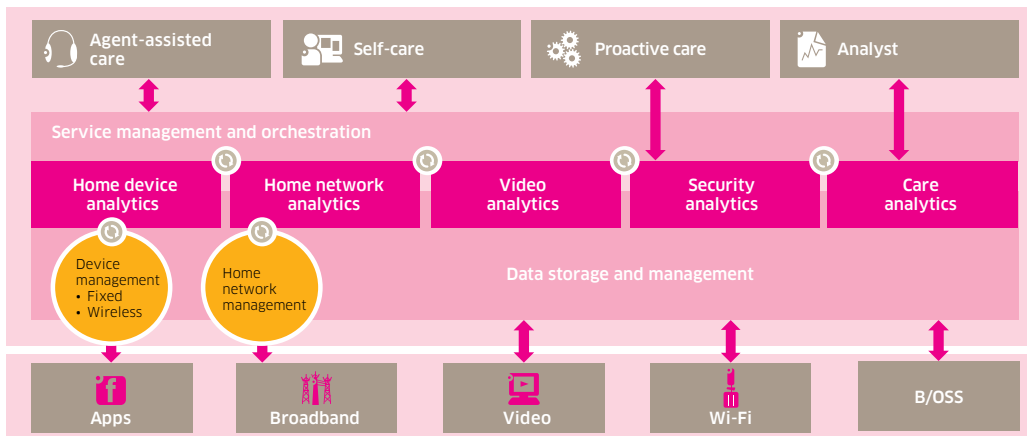 Agent-assisted
care
Self-care
Proactive care
Analyst
Service management and orchestration
Home device
analytics
Home network
analytics
Video
analytics
Security
analytics
Care
analytics
Device
management
• Fixed
• Wireless
Home
network
management
Data storage and management
Apps
Broadband
Video
Wi-Fi
B/OSS